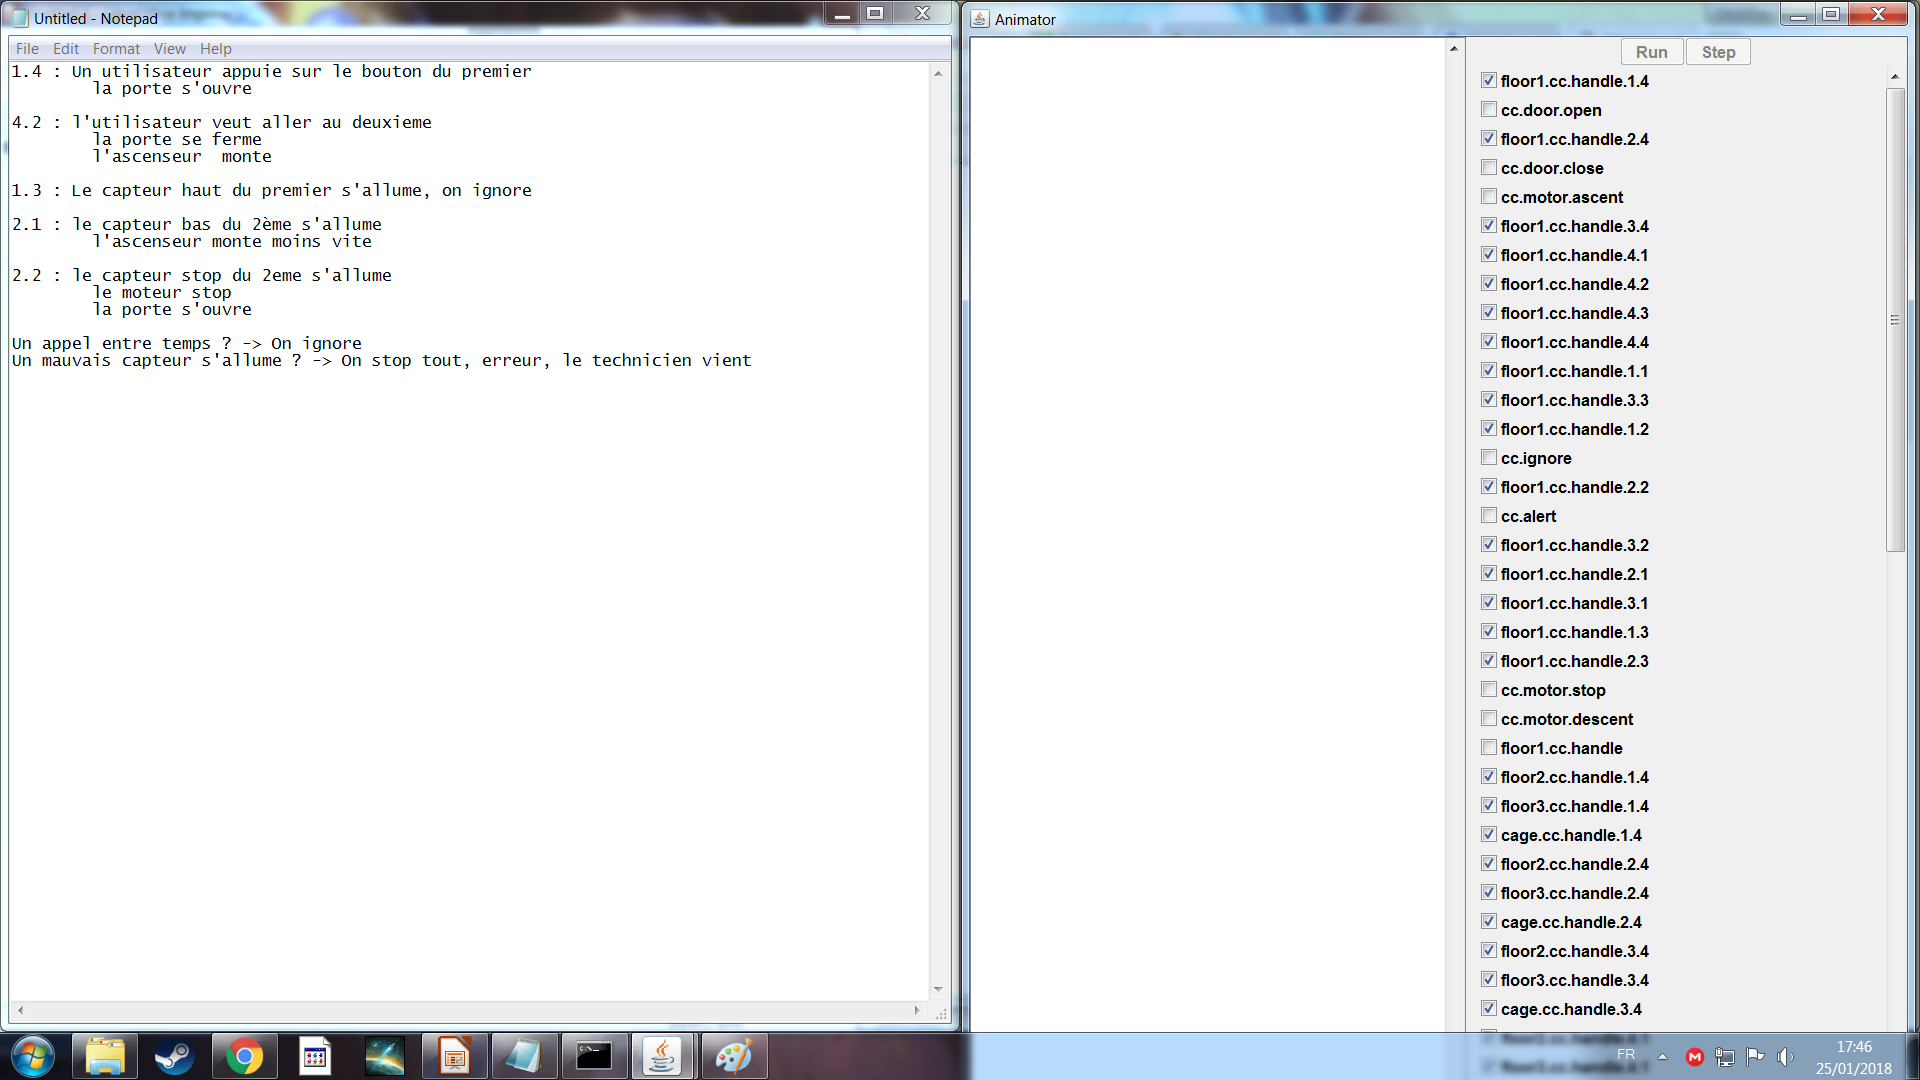 Untitled - Notepad
File Edit Format View Help
1.4 : Un utilisateur appuie sur le bouton du premier
la porte s'ouvre
4.2 : l'utilisateur veut aller au deuxieme
la porte se ferme
l'ascenseur  monte
1.3 : Le capteur haut du premier s'allume, on ignore
2.1 : le capteur bas du 2ème s'allume
l'ascenseur monte moins vite
2.2 : le capteur stop du 2eme s'allume
le moteur stop
la porte s'ouvre
Un appel entre temps ? -> On ignore
Un mauvais capteur s'allume ? -> On stop tout, erreur, le technicien vient
Animator
Run Step
floor1.cc.handle.1.4
cc.door.open
floor1.cc.handle.2.4
cc.door.close
cc.motor.ascent
floor1.cc.handle.3.4
floor1.cc.handle.4.1
floor1.cc.handle.4.2
floor1.cc.handle.4.3
floor1.cc.handle.4.4
floor1.cc.handle.1.1
floor1.cc.handle.3.3
floor1.cc.handle.1.2
cc.ignore
floor1.cc.handle.2.2
cc.alert
floor1.cc.handle.3.2
floor1.cc.handle.2.1
floor1.cc.handle.3.1
floor1.cc.handle.1.3
floor1.cc.handle.2.3
cc.motor.stop
cc.motor.descent
floor1.cc.handle
floor2.cc.handle.1.4
floor3.cc.handle.1.4
cage.cc.handle.1.4
floor2.cc.handle.2.4
floor3.cc.handle.2.4
cage.cc.handle.2.4
floor2.cc.handle.3.4
floor3.cc.handle.3.4
cage.cc.handle.3.4
FR
17:46
25/01/2018